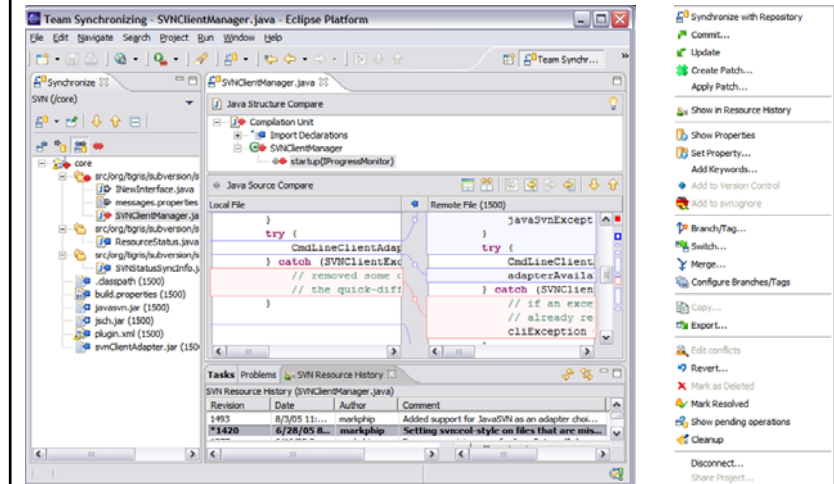 Team Synchronizing - SVNClientManager.java - Eclipse Platform
File Edit Navigate Search Project Run Window Help
Team Synchr...
Synchronize
SVN (/core)
core
src/org/tigris/subversion/s
INewInterface.java
messages.properties
SVNClientManager.ja
src/org/tigris/subversion/s
ResourceStatus.java
src/org/tigris/subversion/s
SVNStatusSyncInfo.j
.classpath (1500)
build.properties (1500)
javasvn.jar (1500)
jsch.jar (1500)
plugin.xml (1500)
svnClientAdapter.jar (150
SVNClientManager.java
Java Structure Compare
Compilation Unit
Import Declarations
SVNClientManager
startup(IProgressMonitor)
Java Source Compare
Local File
}
try {
CmdLineClientAdap
} catch (SVNClientExc
// removed some c
// the quick-diff
}
Remote File (1500)
javaSvnExcept
}
try {
CmdLineClient
adapterAvaila
} catch (SVNClien
// if an exce
// already re
cliException
Tasks Problems SVN Resource History
SVN Resource History (SVNClientManager.java)
Revision Date Author Comment
1493 8/3/05 11:... markphip Added support for JavaSVN as an adapter choi...
*1420 6/28/05 8... markphip Setting svn:eol-style on files that are mis...
Synchronize with Repository
Commit...
Update
Create Patch...
Apply Patch...
Show in Resource History
Show Properties
Set Property...
Add Keywords...
Add to Version Control
Add to svn:ignore
Branch/Tag...
Switch...
Merge...
Configure Branches/Tags
Copy...
Export...
Edit conflicts
Revert...
Mark as Deleted
Mark Resolved
Show pending operations
Cleanup
Disconnect...
Share Project...